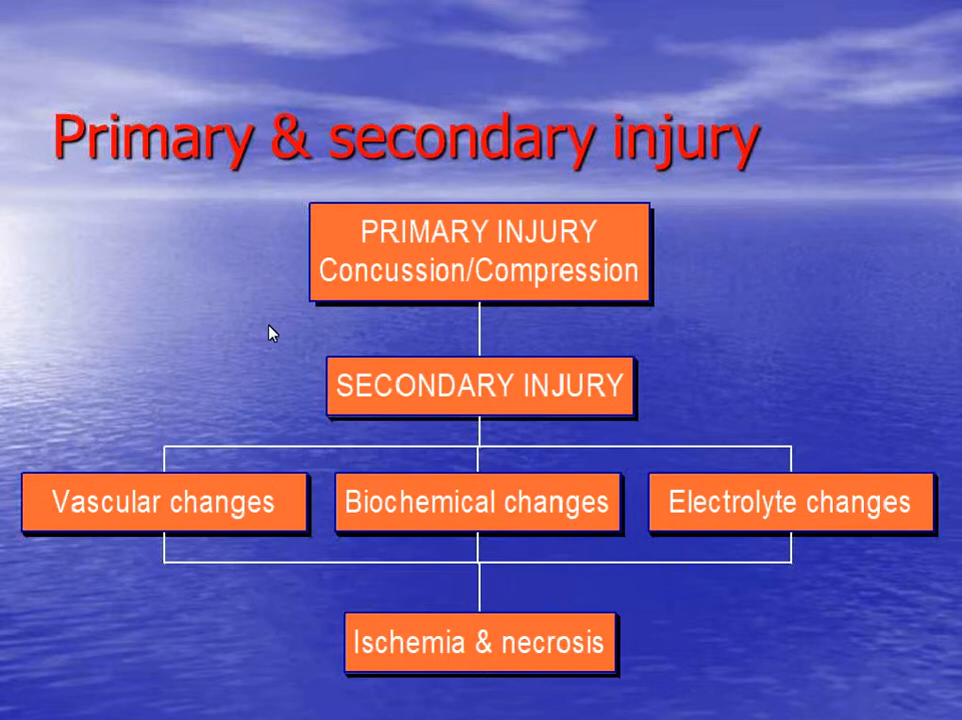 Primary & secondary injury
PRIMARY INJURY
Concussion/Compression
SECONDARY INJURY
Vascular changes
Biochemical changes
Electrolyte changes
Ischemia & necrosis